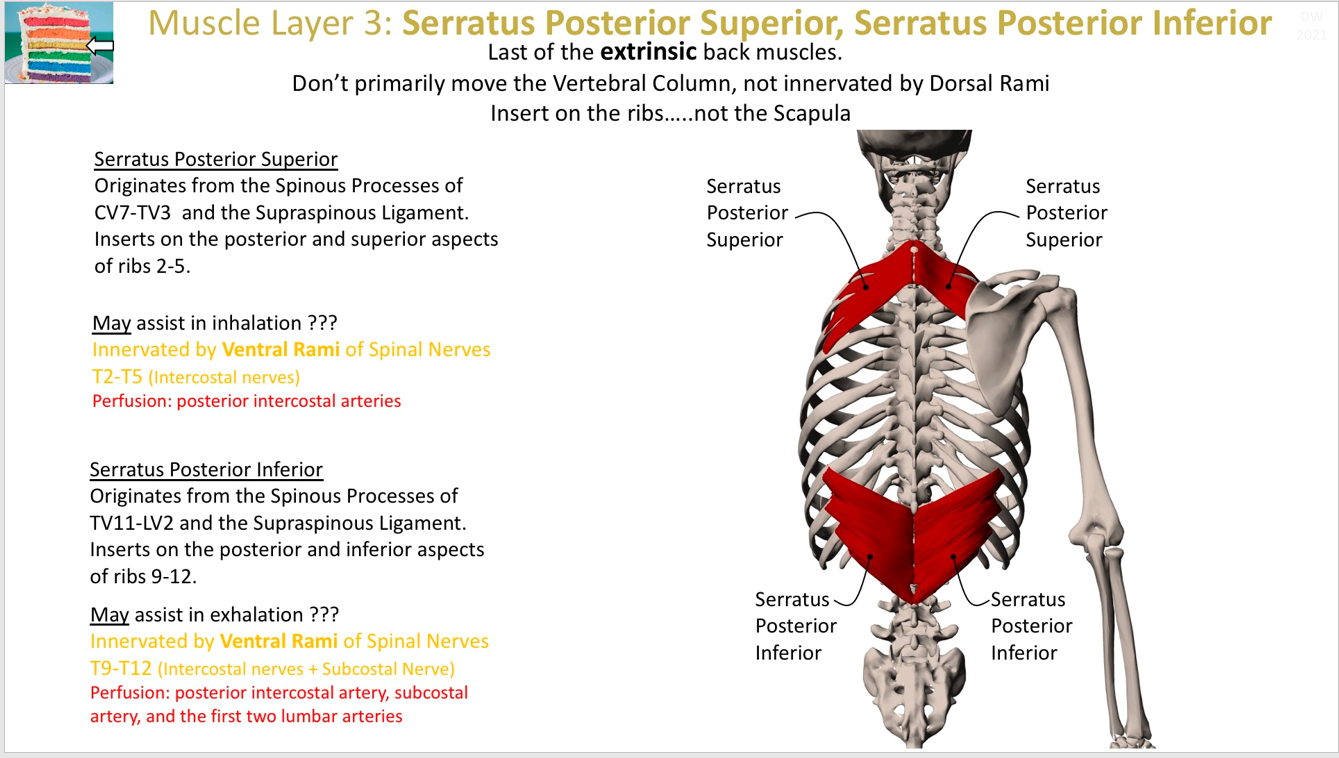 Muscle Layer 3: Serratus Posterior Superior, Serratus Posterior Inferior
DW
2021
Last of the extrinsic back muscles.
Don’t primarily move the Vertebral Column, not innervated by Dorsal Rami
Insert on the ribs…..not the Scapula
Serratus Posterior Superior
Originates from the Spinous Processes of
CV7-TV3 and the Supraspinous Ligament.
Inserts on the posterior and superior aspects
of ribs 2-5.
May assist in inhalation ???
Innervated by Ventral Rami of Spinal Nerves
T2-T5 (Intercostal nerves)
Perfusion: posterior intercostal arteries
Serratus Posterior Inferior
Originates from the Spinous Processes of
TV11-LV2 and the Supraspinous Ligament.
Inserts on the posterior and inferior aspects
of ribs 9-12.
May assist in exhalation ???
Innervated by Ventral Rami of Spinal Nerves
T9-T12 (Intercostal nerves + Subcostal Nerve)
Perfusion: posterior intercostal artery, subcostal
artery, and the first two lumbar arteries
Serratus
Posterior
Superior
Serratus
Posterior
Superior
Serratus
Posterior
Inferior
Serratus
Posterior
Inferior